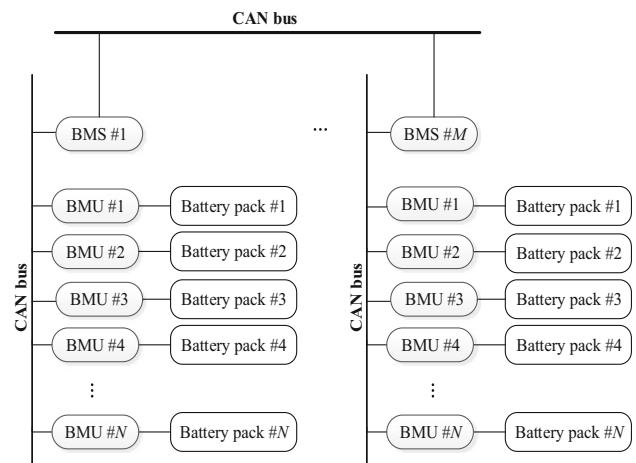 CAN bus
BMS #1
...
BMS #M
BMU #1
Battery pack #1
BMU #1
Battery pack #1
BMU #2
Battery pack #2
BMU #2
Battery pack #2
CAN bus
BMU #3
Battery pack #3
CAN bus
BMU #3
Battery pack #3
BMU #4
Battery pack #4
BMU #4
Battery pack #4
⋮
⋮
BMU #N
Battery pack #N
BMU #N
Battery pack #N